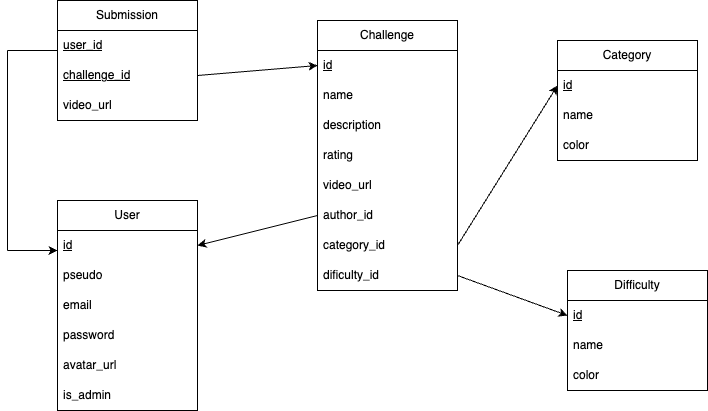 Submission
user_id
challenge_id
video_url
Challenge
id
name
description
rating
video_url
author_id
category_id
dificulty_id
Category
id
name
color
User
id
pseudo
email
password
avatar_url
is_admin
Difficulty
id
name
color